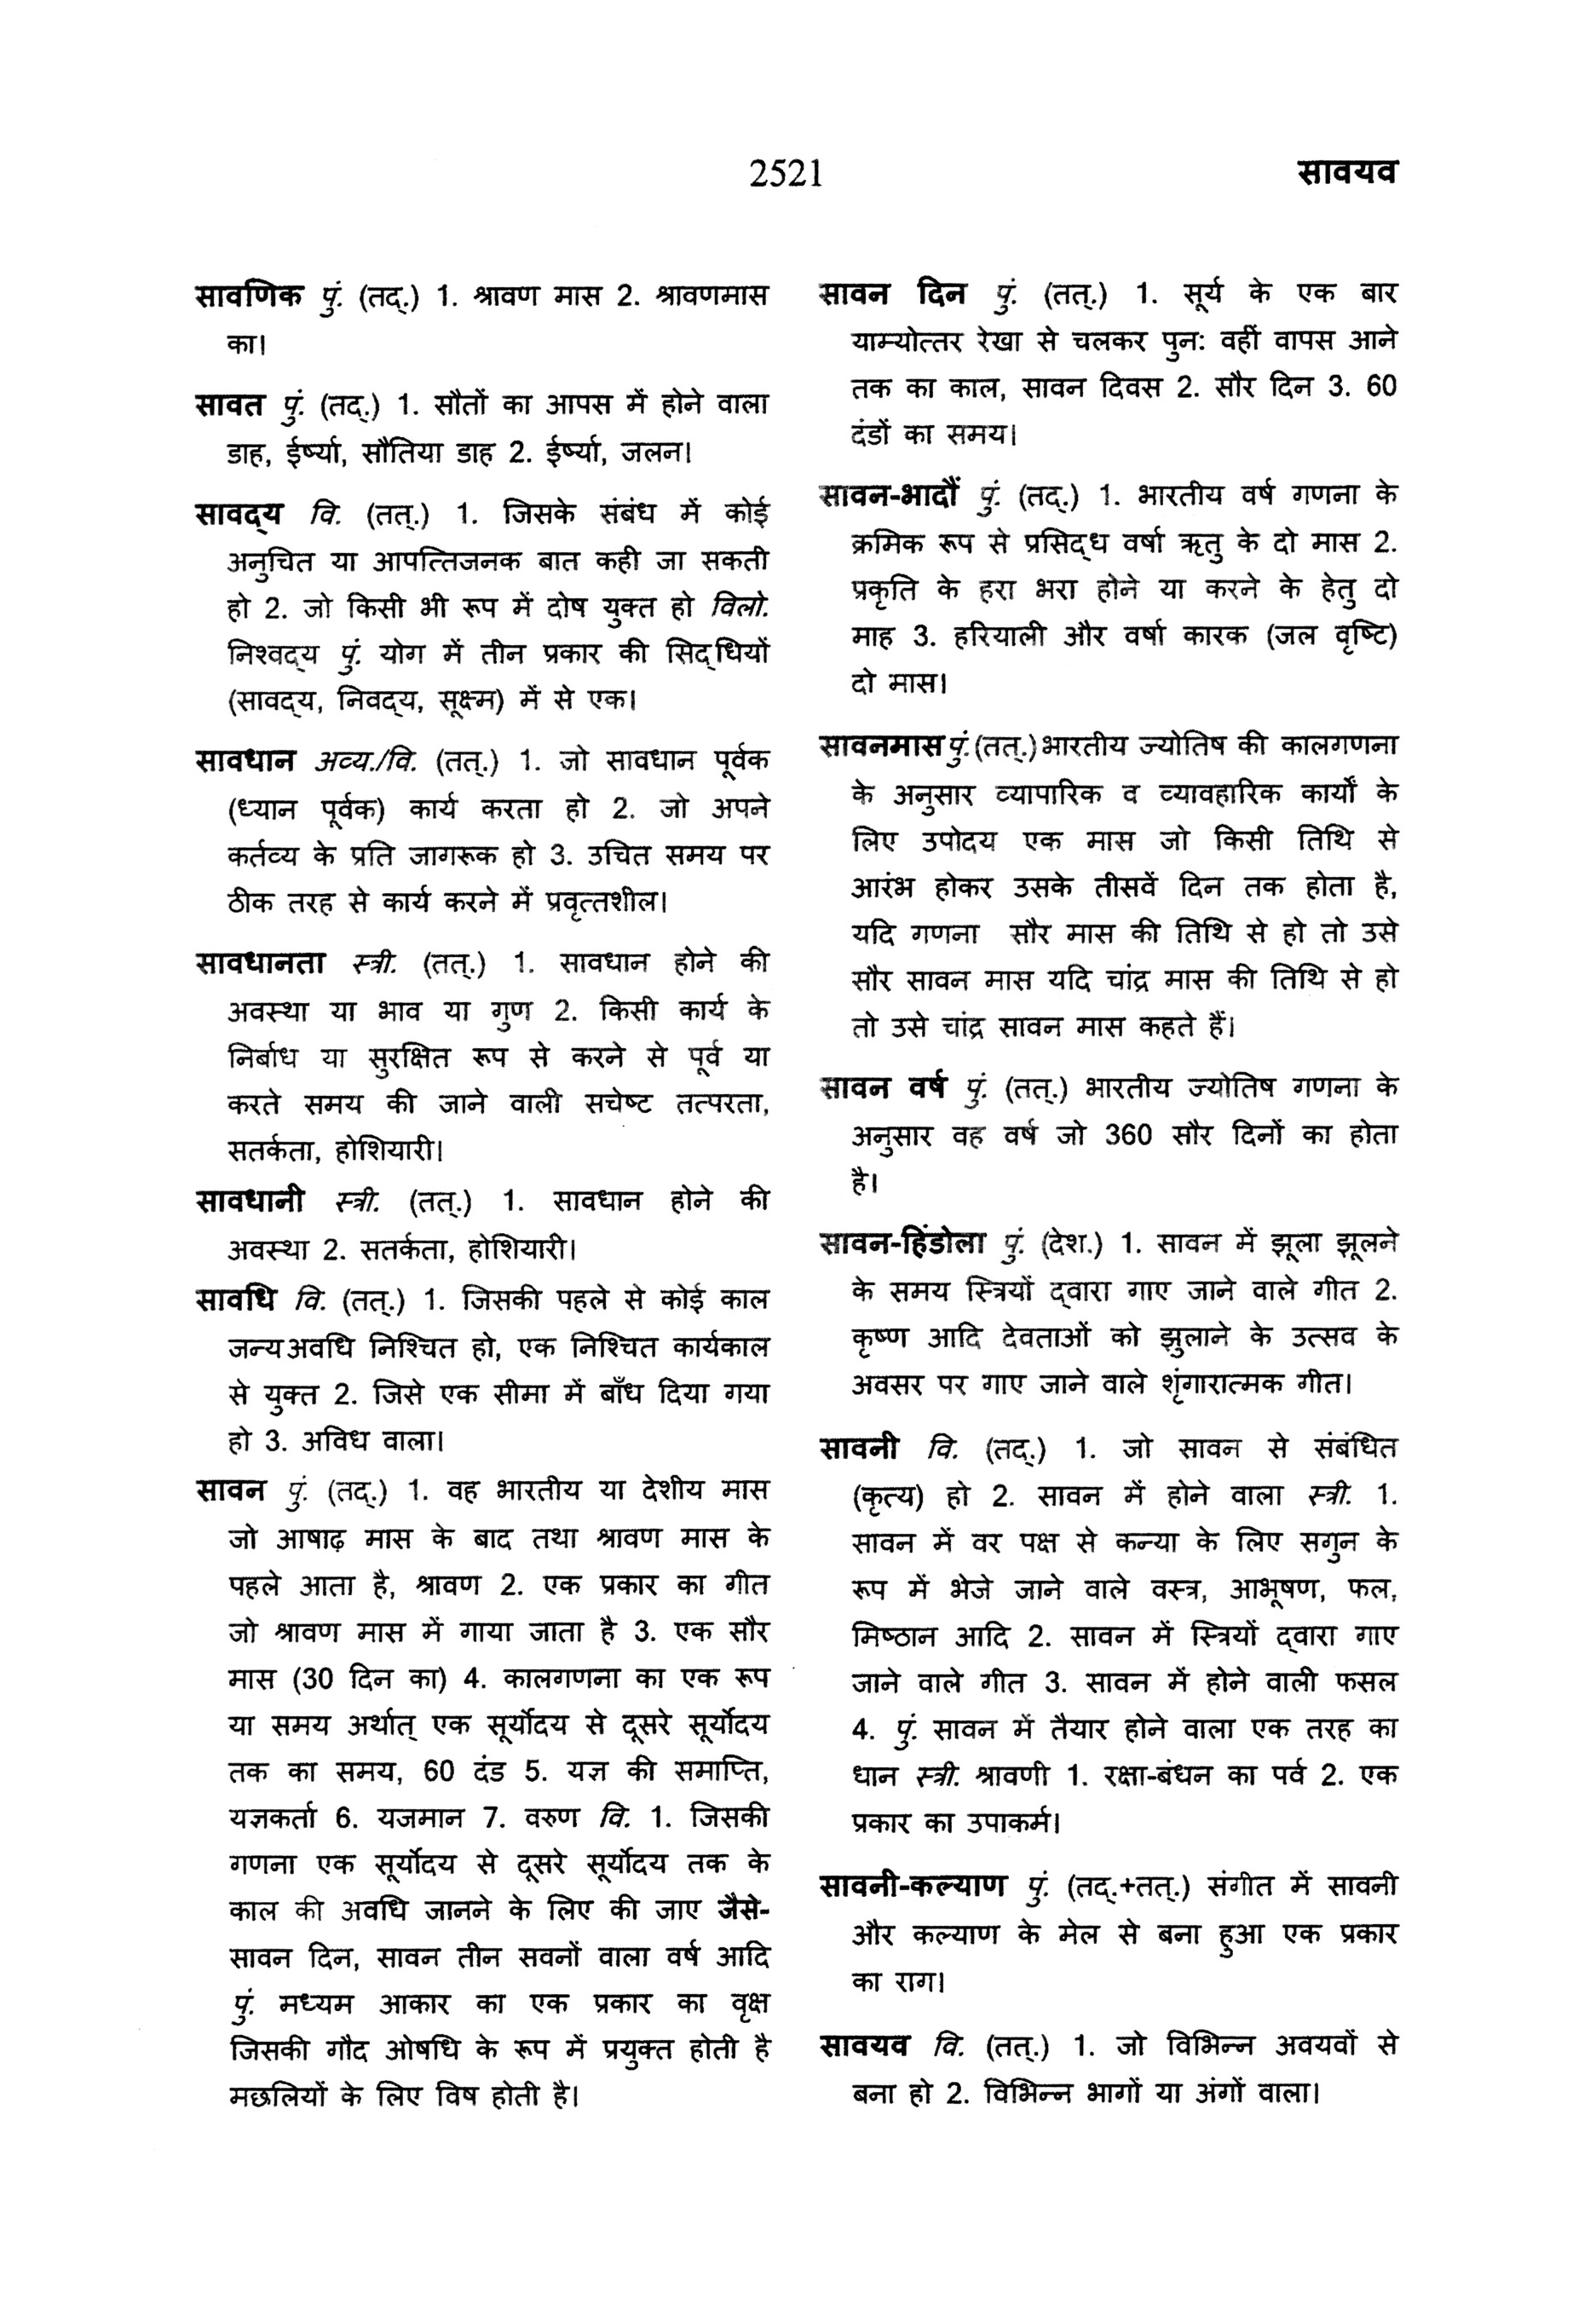 2521
सावयव
सावणिक पुं. (तद्.) 1. श्रावण मास 2. श्रावणमास
का।
सावत पुं. (तद्.) 1. सौतों का आपस में होने वाला
डाह, ईर्ष्या, सौतिया डाह 2. ईर्ष्या, जलन।
सावद्‌य वि. (तत्.) 1. जिसके संबंध में कोई
अनुचित या आपत्तिजनक बात कही जा सकती
हो 2. जो किसी भी रूप में दोष युक्त हो विलो.
निश्वद्‌य पुं. योग में तीन प्रकार की सिद्‌धियों
(सावद्‌य, निवद्‌य, सूक्ष्म) में से एक।
सावधान अव्य./वि. (तत्.) 1. जो सावधान पूर्वक
(ध्यान पूर्वक) कार्य करता हो 2. जो अपने
कर्तव्य के प्रति जागरूक हो 3. उचित समय पर
ठीक तरह से कार्य करने में प्रवृत्तशील।
सावधानता स्त्री. (तत्.) 1. सावधान होने की
अवस्था या भाव या गुण 2. किसी कार्य के
निर्बाध या सुरक्षित रूप से करने से पूर्व या
करते समय की जाने वाली सचेष्ट तत्परता,
सतर्कता, होशियारी।
सावधानी स्त्री. (तत्.) 1. सावधान होने की
अवस्था 2. सतर्कता, होशियारी।
सावधि वि. (तत्.) 1. जिसकी पहले से कोई काल
जन्य अवधि निश्चित हो, एक निश्चित कार्यकाल
से युक्त 2. जिसे एक सीमा में बाँध दिया गया
हो 3. अविध वाला।
सावन पुं. (तद्.) 1. वह भारतीय या देशीय मास
जो आषाढ़ मास के बाद तथा श्रावण मास के
पहले आता है, श्रावण 2. एक प्रकार का गीत
जो श्रावण मास में गाया जाता है 3. एक सौर
मास (30 दिन का) 4. कालगणना का एक रूप
या समय अर्थात् एक सूर्योदय से दूसरे सूर्योदय
तक का समय, 60 दंड 5. यज्ञ की समाप्ति,
यज्ञकर्ता 6. यजमान 7. वरुण वि. 1. जिसकी
गणना एक सूर्योदय से दूसरे सूर्योदय तक के
काल की अवधि जानने के लिए की जाए जैसे-
सावन दिन, सावन तीन सवनों वाला वर्ष आदि
पुं. मध्यम आकार का एक प्रकार का वृक्ष
जिसकी गौद ओषधि के रूप में प्रयुक्त होती है
मछलियों के लिए विष होती है।
सावन दिन पुं. (तत्.) 1. सूर्य के एक बार
याम्योत्तर रेखा से चलकर पुन: वहीं वापस आने
तक का काल, सावन दिवस 2. सौर दिन 3. 60
दंडों का समय।
सावन-भादौं पुं. (तद्.) 1. भारतीय वर्ष गणना के
क्रमिक रूप से प्रसिद्‌ध वर्षा ऋतु के दो मास 2.
प्रकृति के हरा भरा होने या करने के हेतु दो
माह 3. हरियाली और वर्षा कारक (जल वृष्टि)
दो मास।
सावनमास पुं. (तत्.) भारतीय ज्योतिष की कालगणना
के अनुसार व्यापारिक व व्यावहारिक कार्यों के
लिए उपोदय एक मास जो किसी तिथि से
आरंभ होकर उसके तीसवें दिन तक होता है,
यदि गणना सौर मास की तिथि से हो तो उसे
सौर सावन मास यदि चांद्र मास की तिथि से हो
तो उसे चांद्र सावन मास कहते हैं।
सावन वर्ष पुं. (तत्.) भारतीय ज्योतिष गणना के
अनुसार वह वर्ष जो 360 सौर दिनों का होता
है।
सावन-हिंडोला पुं. (देश.) 1. सावन में झूला झूलने
के समय स्त्रियों द्‌वारा गाए जाने वाले गीत 2.
कृष्ण आदि देवताओं को झुलाने के उत्सव के
अवसर पर गाए जाने वाले शृंगारात्मक गीत।
सावनी वि. (तद्.) 1. जो सावन से संबंधित
(कृत्य) हो 2. सावन में होने वाला स्त्री. 1.
सावन में वर पक्ष से कन्या के लिए सगुन के
रूप में भेजे जाने वाले वस्त्र, आभूषण, फल,
मिष्ठान आदि 2. सावन में स्त्रियों द्‌वारा गाए
जाने वाले गीत 3. सावन में होने वाली फसल
4. पुं. सावन में तैयार होने वाला एक तरह का
धान स्त्री. श्रावणी 1. रक्षा-बंधन का पर्व 2. एक
प्रकार का उपाकर्म।
सावनी-कल्याण पुं. (तद्.+तत्.) संगीत में सावनी
और कल्याण के मेल से बना हुआ एक प्रकार
का राग।
सावयव वि. (तत्.) 1. जो विभिन्न अवयवों से
बना हो 2. विभिन्न भागों या अंगों वाला।